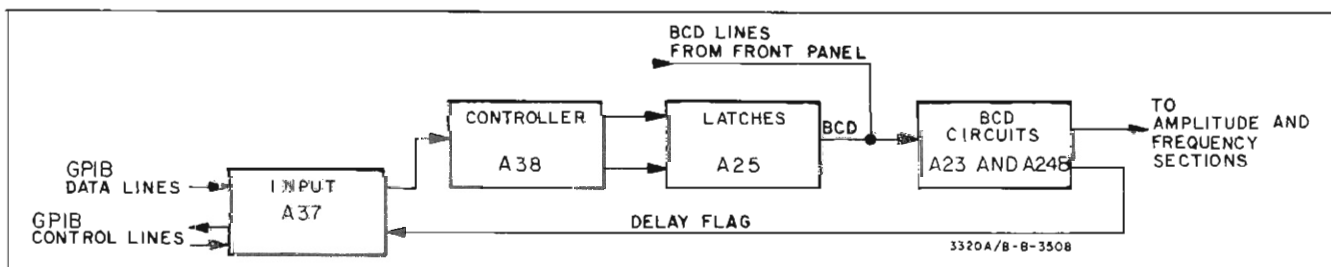 BCD LINES
FROM FRONT PANEL
CONTROLLER
A38
LATCHES
A25
BCD
BCD
CIRCUITS
A23 AND A24B
TO
AMPLITUDE AND
FREQUENCY
SECTIONS
GPIB
DATA LINES
INPUT
A37
GPIB
CONTROL LINES
DELAY FLAG
3320A/B-B-3508